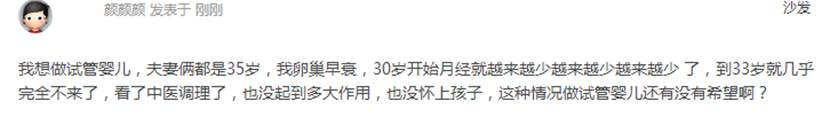 颜颜颜 发表于 刚刚 沙发
我想做试管婴儿，夫妻俩都是35岁，我卵巢早衰，30岁开始月经就越来越少越来越少越来越少 了，到33岁就几乎
完全不来了，看了中医调理了，也没起到多大作用，也没怀上孩子，这种情况做试管婴儿还有没有希望啊？